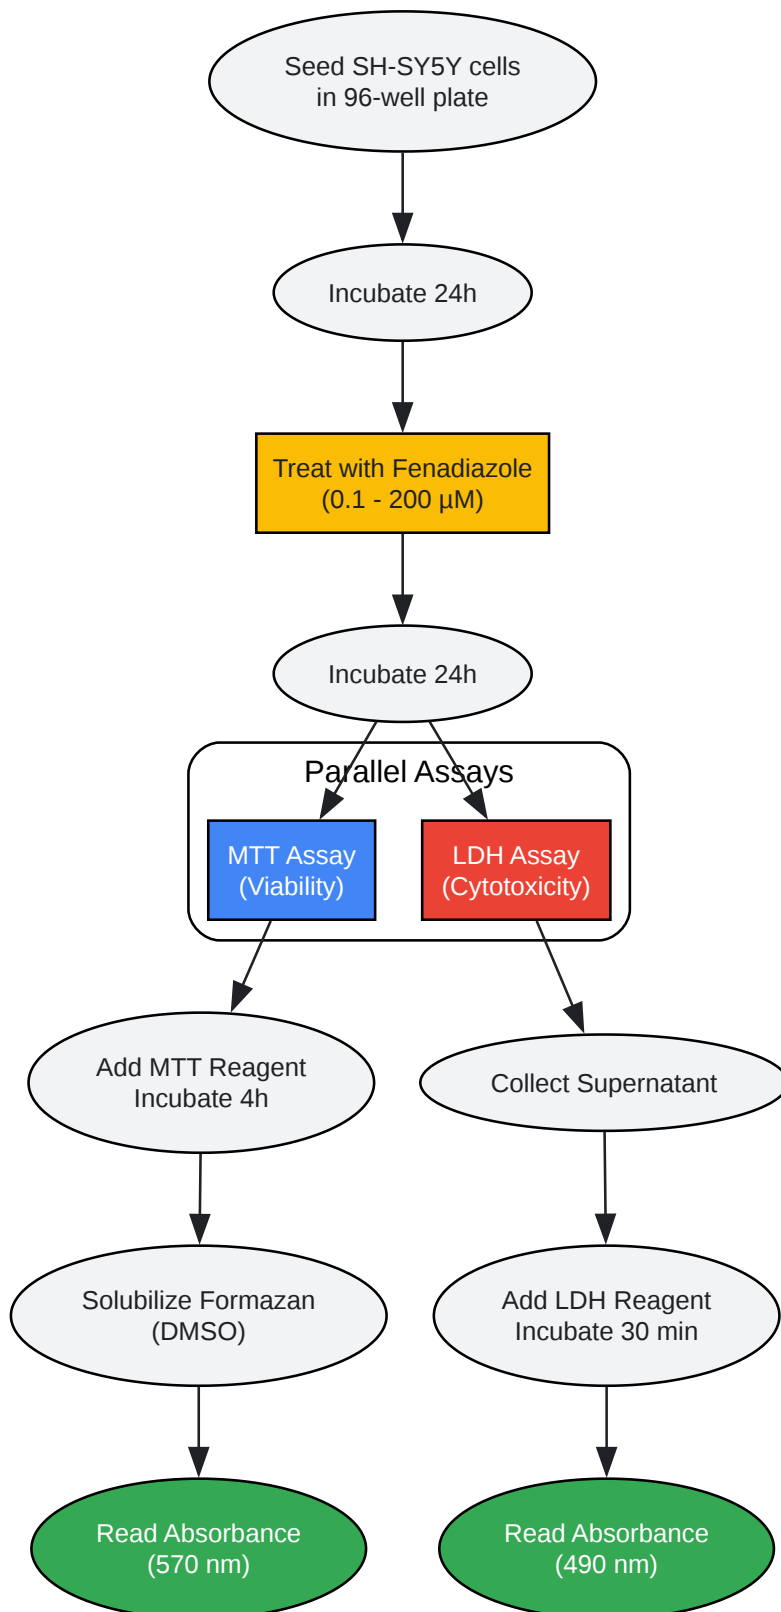 Seed SH-SY5Y cells
in 96-well plate
Incubate 24h
Treat with Fenadiazole
(0.1 - 200 µM)
Incubate 24h
Parallel Assays
MTT Assay
(Viability)
LDH Assay
(Cytotoxicity)
Add MTT Reagent
Incubate 4h
Collect Supernatant
Solubilize Formazan
(DMSO)
Add LDH Reagent
Incubate 30 min
Read Absorbance
(570 nm)
Read Absorbance
(490 nm)